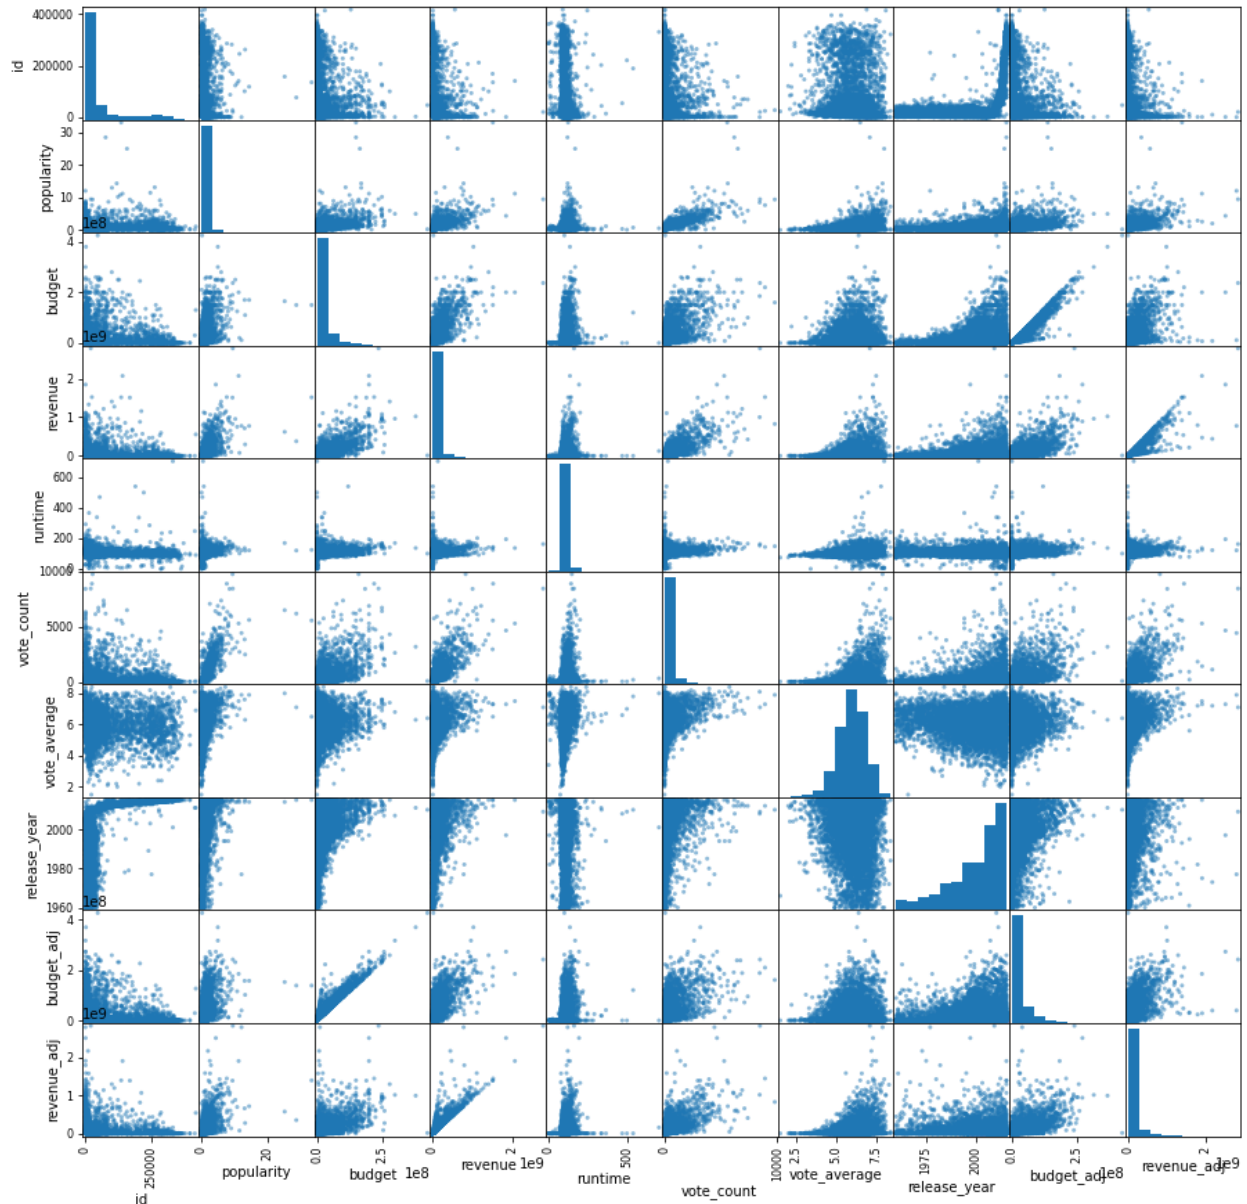 400000
200000
0
id
30
20
10
0
popularity
1e8
4
2
0
budget
1e9
2
1
0
revenue
600
400
200
0
runtime
10000
5000
0
vote_count
8
6
4
2
vote_average
2000
1980
1960
release_year
1e8
4
2
0
budget_adj
1e9
2
1
0
revenue_adj
0 250000 0 20 0.0 2.5 0 2 0 500 0 10000 2.5 5.0 7.5 1975 2000 0.0 2.5 0 2
id popularity budget 1e8 revenue 1e9 runtime vote_count vote_average release_year budget_adj 1e8 revenue_adj 1e9